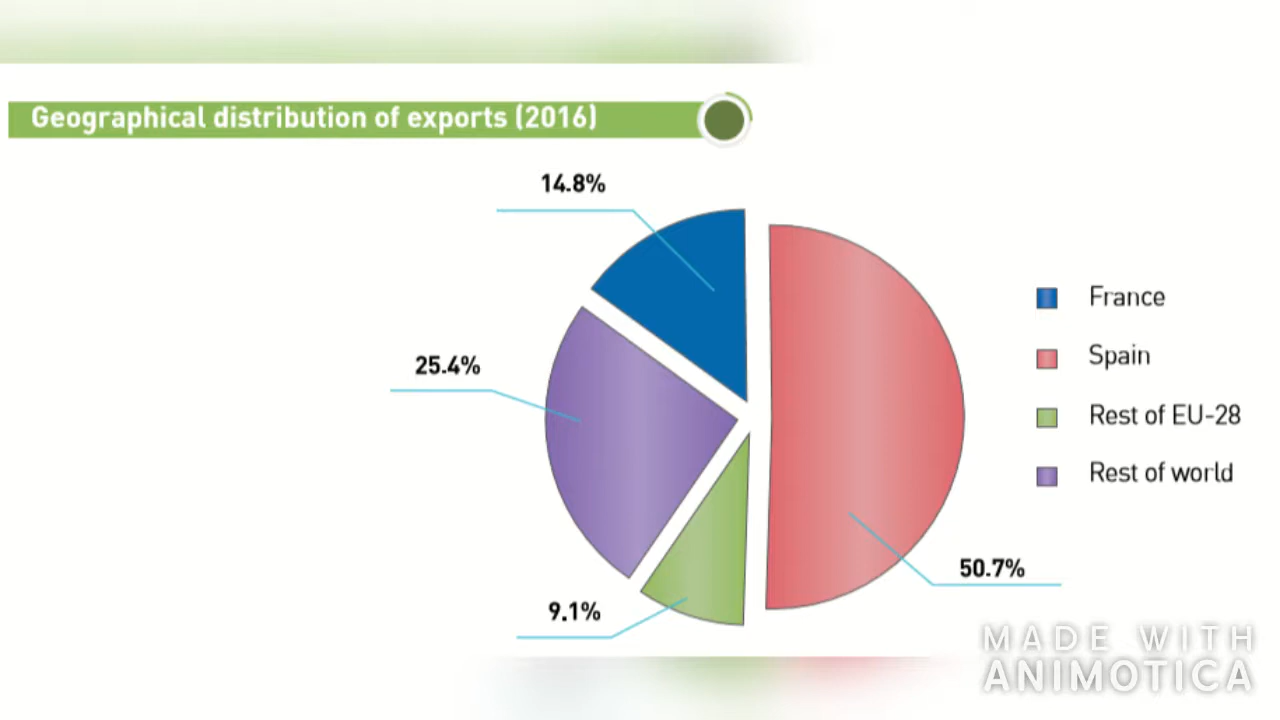 Geographical distribution of exports (2016)
14.8%
25.4%
9.1%
50.7%
France
Spain
Rest of EU-28
Rest of world
MADE WITH
ANIMOTICA